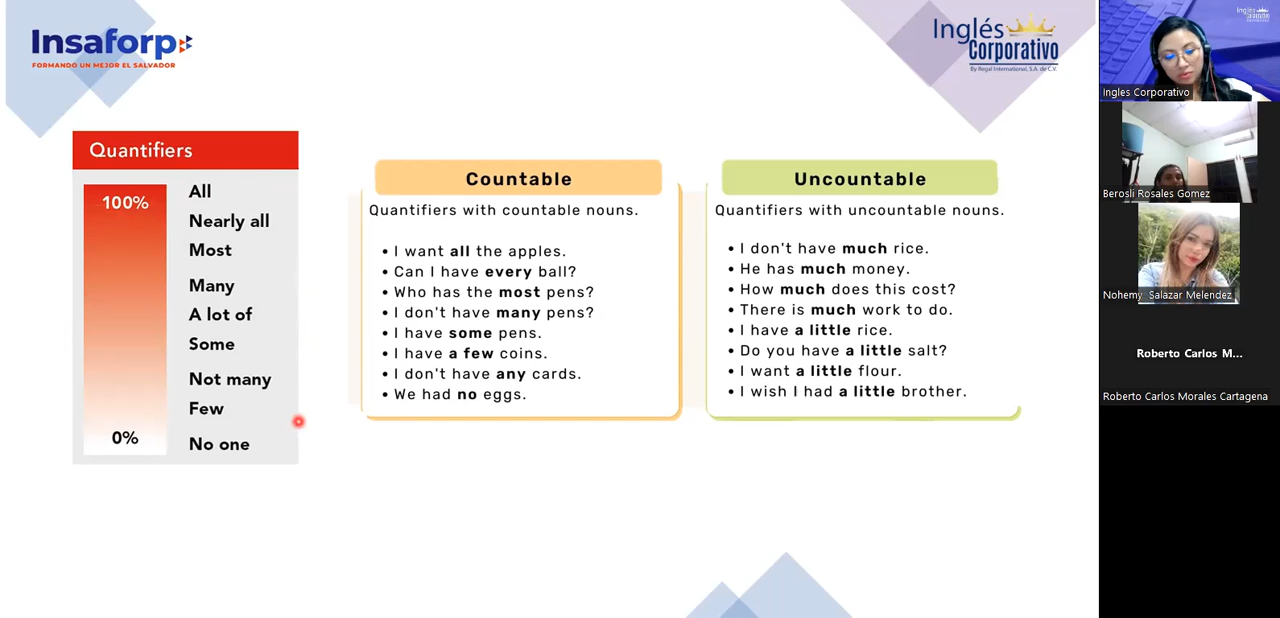 Insaforp
FORMANDO UN MEJOR EL SALVADOR
Inglés
Corporativo
By Regal International, S.A. de C.V.
Quantifiers
100%
All
Nearly all
Most
Many
A lot of
Some
Not many
Few
0%
No one
Countable
Quantifiers with countable nouns.
• I want all the apples.
• Can I have every ball?
• Who has the most pens?
• I don't have many pens?
• I have some pens.
• I have a few coins.
• I don't have any cards.
• We had no eggs.
Uncountable
Quantifiers with uncountable nouns.
• I don't have much rice.
• He has much money.
• How much does this cost?
• There is much work to do.
• I have a little rice.
• Do you have a little salt?
• I want a little flour.
• I wish I had a little brother.
Inglés
Ingles Corporativo
Berosli Rosales Gomez
Nohemy Salazar Melendez
Roberto Carlos M...
Roberto Carlos Morales Cartagena